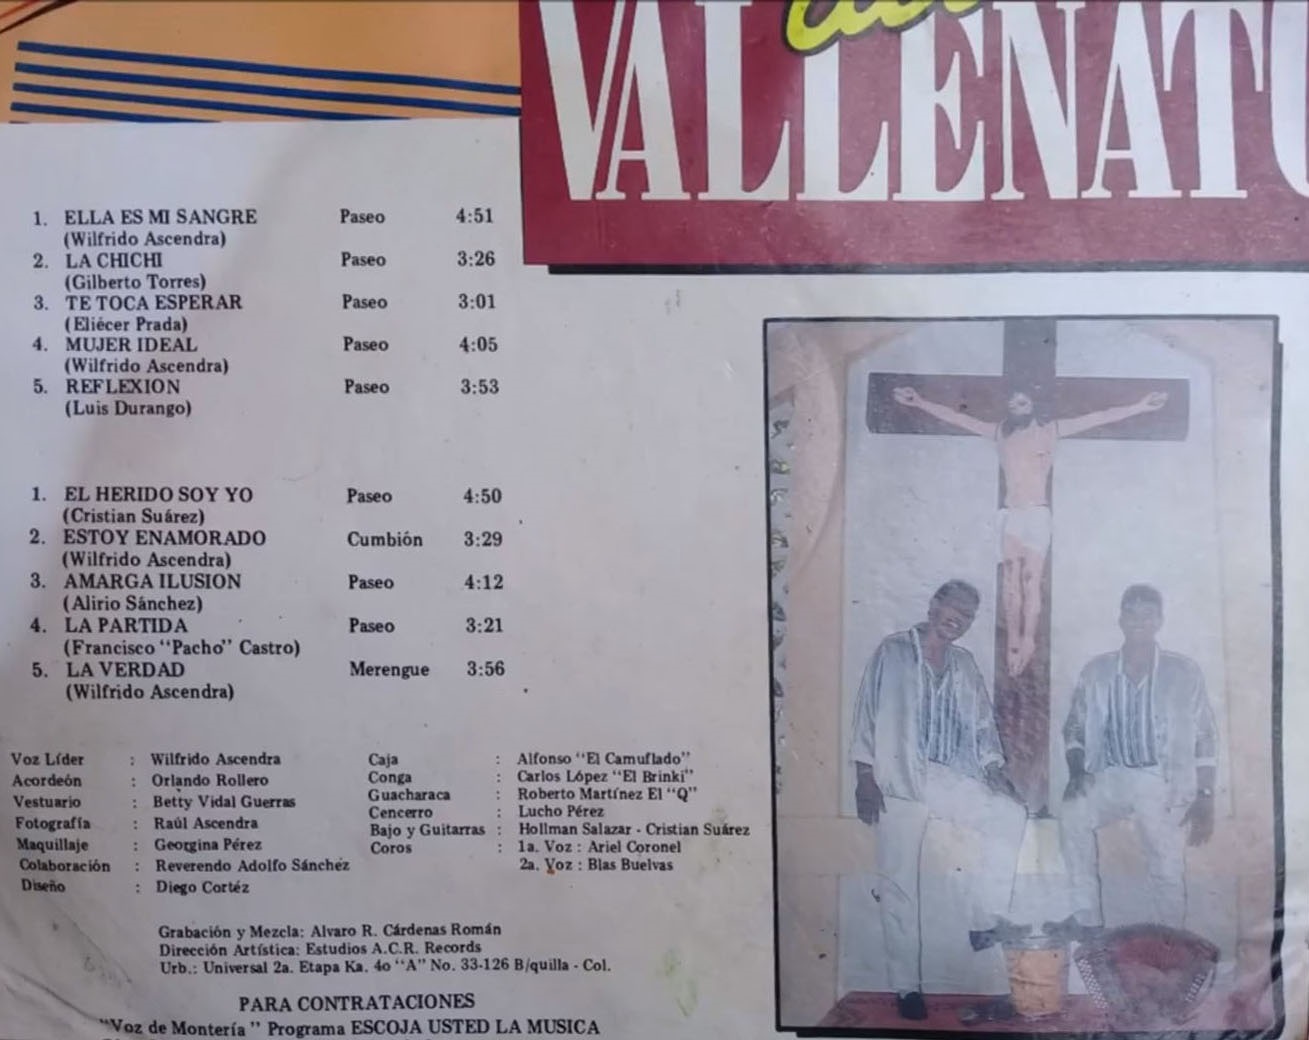 VALLENATO
1. ELLA ES MI SANGRE Paseo 4:51
(Wilfrido Ascendra)
2. LA CHICHI Paseo 3:26
(Gilberto Torres)
3. TE TOCA ESPERAR Paseo 3:01
(Eliécer Prada)
4. MUJER IDEAL Paseo 4:05
(Wilfrido Ascendra)
5. REFLEXION Paseo 3:53
(Luis Durango)
1. EL HERIDO SOY YO Paseo 4:50
(Cristian Suárez)
2. ESTOY ENAMORADO Cumbión 3:29
(Wilfrido Ascendra)
3. AMARGA ILUSION Paseo 4:12
(Alirio Sánchez)
4. LA PARTIDA Paseo 3:21
(Francisco "Pacho" Castro)
5. LA VERDAD Merengue 3:56
(Wilfrido Ascendra)
Voz Líder : Wilfrido Ascendra
Acordeón : Orlando Rollero
Vestuario : Betty Vidal Guerras
Fotografía : Raúl Ascendra
Maquillaje : Georgina Pérez
Colaboración : Reverendo Adolfo Sánchez
Diseño : Diego Cortéz
Caja : Alfonso "El Camuflado"
Conga : Carlos López "El Brinki"
Guacharaca : Roberto Martínez El "Q"
Cencerro : Lucho Pérez
Bajo y Guitarras : Hollman Salazar - Cristian Suárez
Coros : 1a. Voz : Ariel Coronel
2a. Voz : Blas Buelvas
Grabación y Mezcla: Alvaro R. Cárdenas Román
Dirección Artística: Estudios A.C.R. Records
Urb.: Universal 2a. Etapa Ka. 4o "A" No. 33-126 B/quilla - Col.
PARA CONTRATACIONES
"Voz de Montería" Programa ESCOJA USTED LA MUSICA